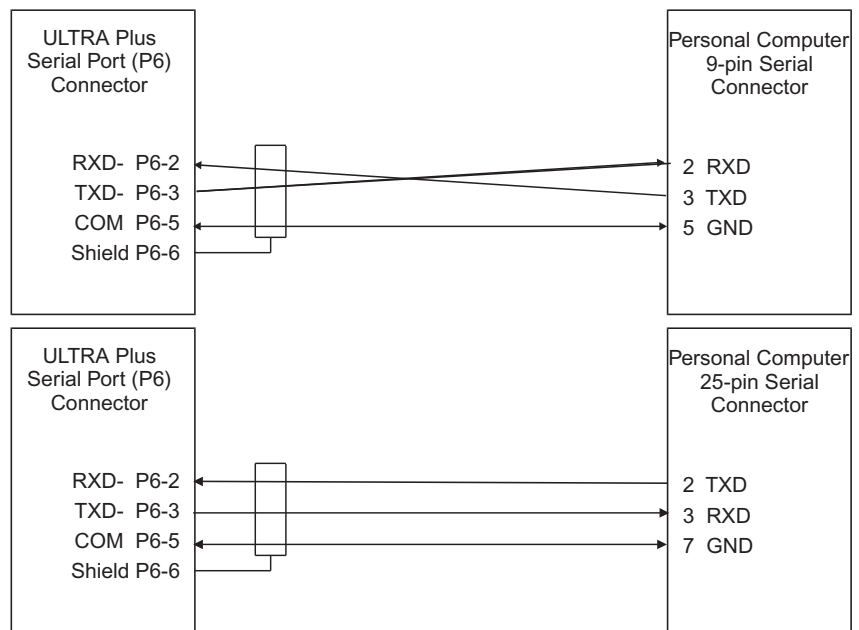 ULTRA Plus
Serial Port (P6)
Connector
Personal Computer
9-pin Serial
Connector
RXD- P6-2
TXD- P6-3
COM P6-5
Shield P6-6
2 RXD
3 TXD
5 GND
ULTRA Plus
Serial Port (P6)
Connector
Personal Computer
25-pin Serial
Connector
RXD- P6-2
TXD- P6-3
COM P6-5
Shield P6-6
2 TXD
3 RXD
7 GND